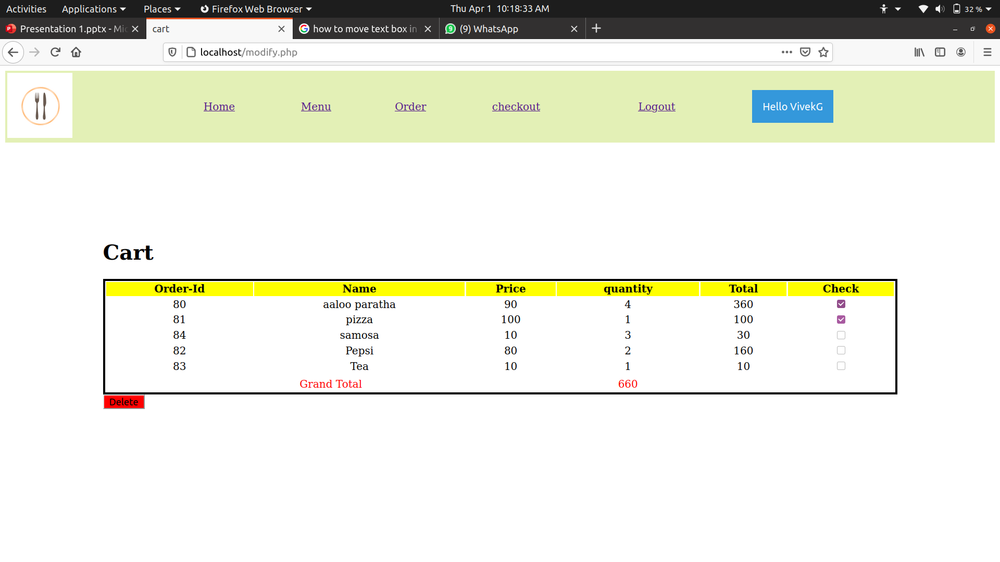 Activities Applications Places Firefox Web Browser Thu Apr 1 10:18:33 AM 32 %
Presentation 1.pptx - Mic cart how to move text box in (9) WhatsApp
localhost/modify.php
Home Menu Order checkout Logout Hello VivekG
Cart
Order-Id Name Price quantity Total Check
80 aaloo paratha 90 4 360
81 pizza 100 1 100
84 samosa 10 3 30
82 Pepsi 80 2 160
83 Tea 10 1 10
Grand Total 660
Delete